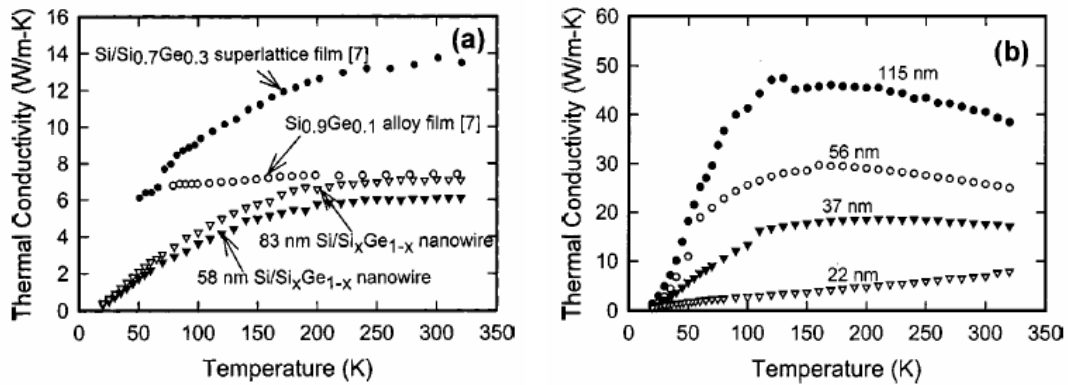 (a)
Si/Si0.7Ge0.3 superlattice film [7]
Si0.9Ge0.1 alloy film [7]
83 nm Si/SixGe1-x nanowire
58 nm Si/SixGe1-x nanowire
Thermal Conductivity (W/m-K)
16
14
12
10
8
6
4
2
0
0 50 100 150 200 250 300 350
Temperature (K)
(b)
115 nm
56 nm
37 nm
22 nm
Thermal Conductivity (W/m-K)
60
50
40
30
20
10
0
0 50 100 150 200 250 300 350
Temperature (K)